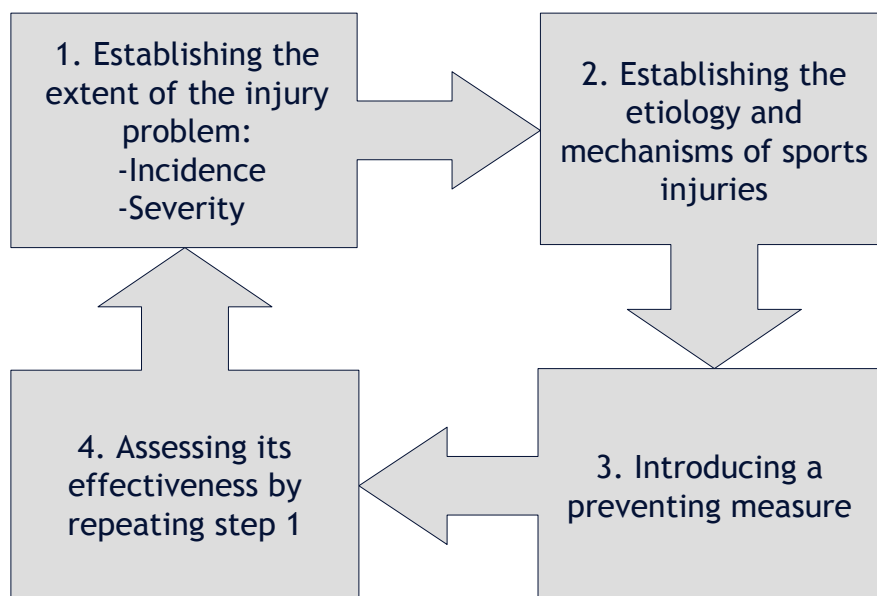 1. Establishing the
extent of the injury
problem:
-Incidence
-Severity
2. Establishing the
etiology and
mechanisms of sports
injuries
3. Introducing a
preventing measure
4. Assessing its
effectiveness by
repeating step 1